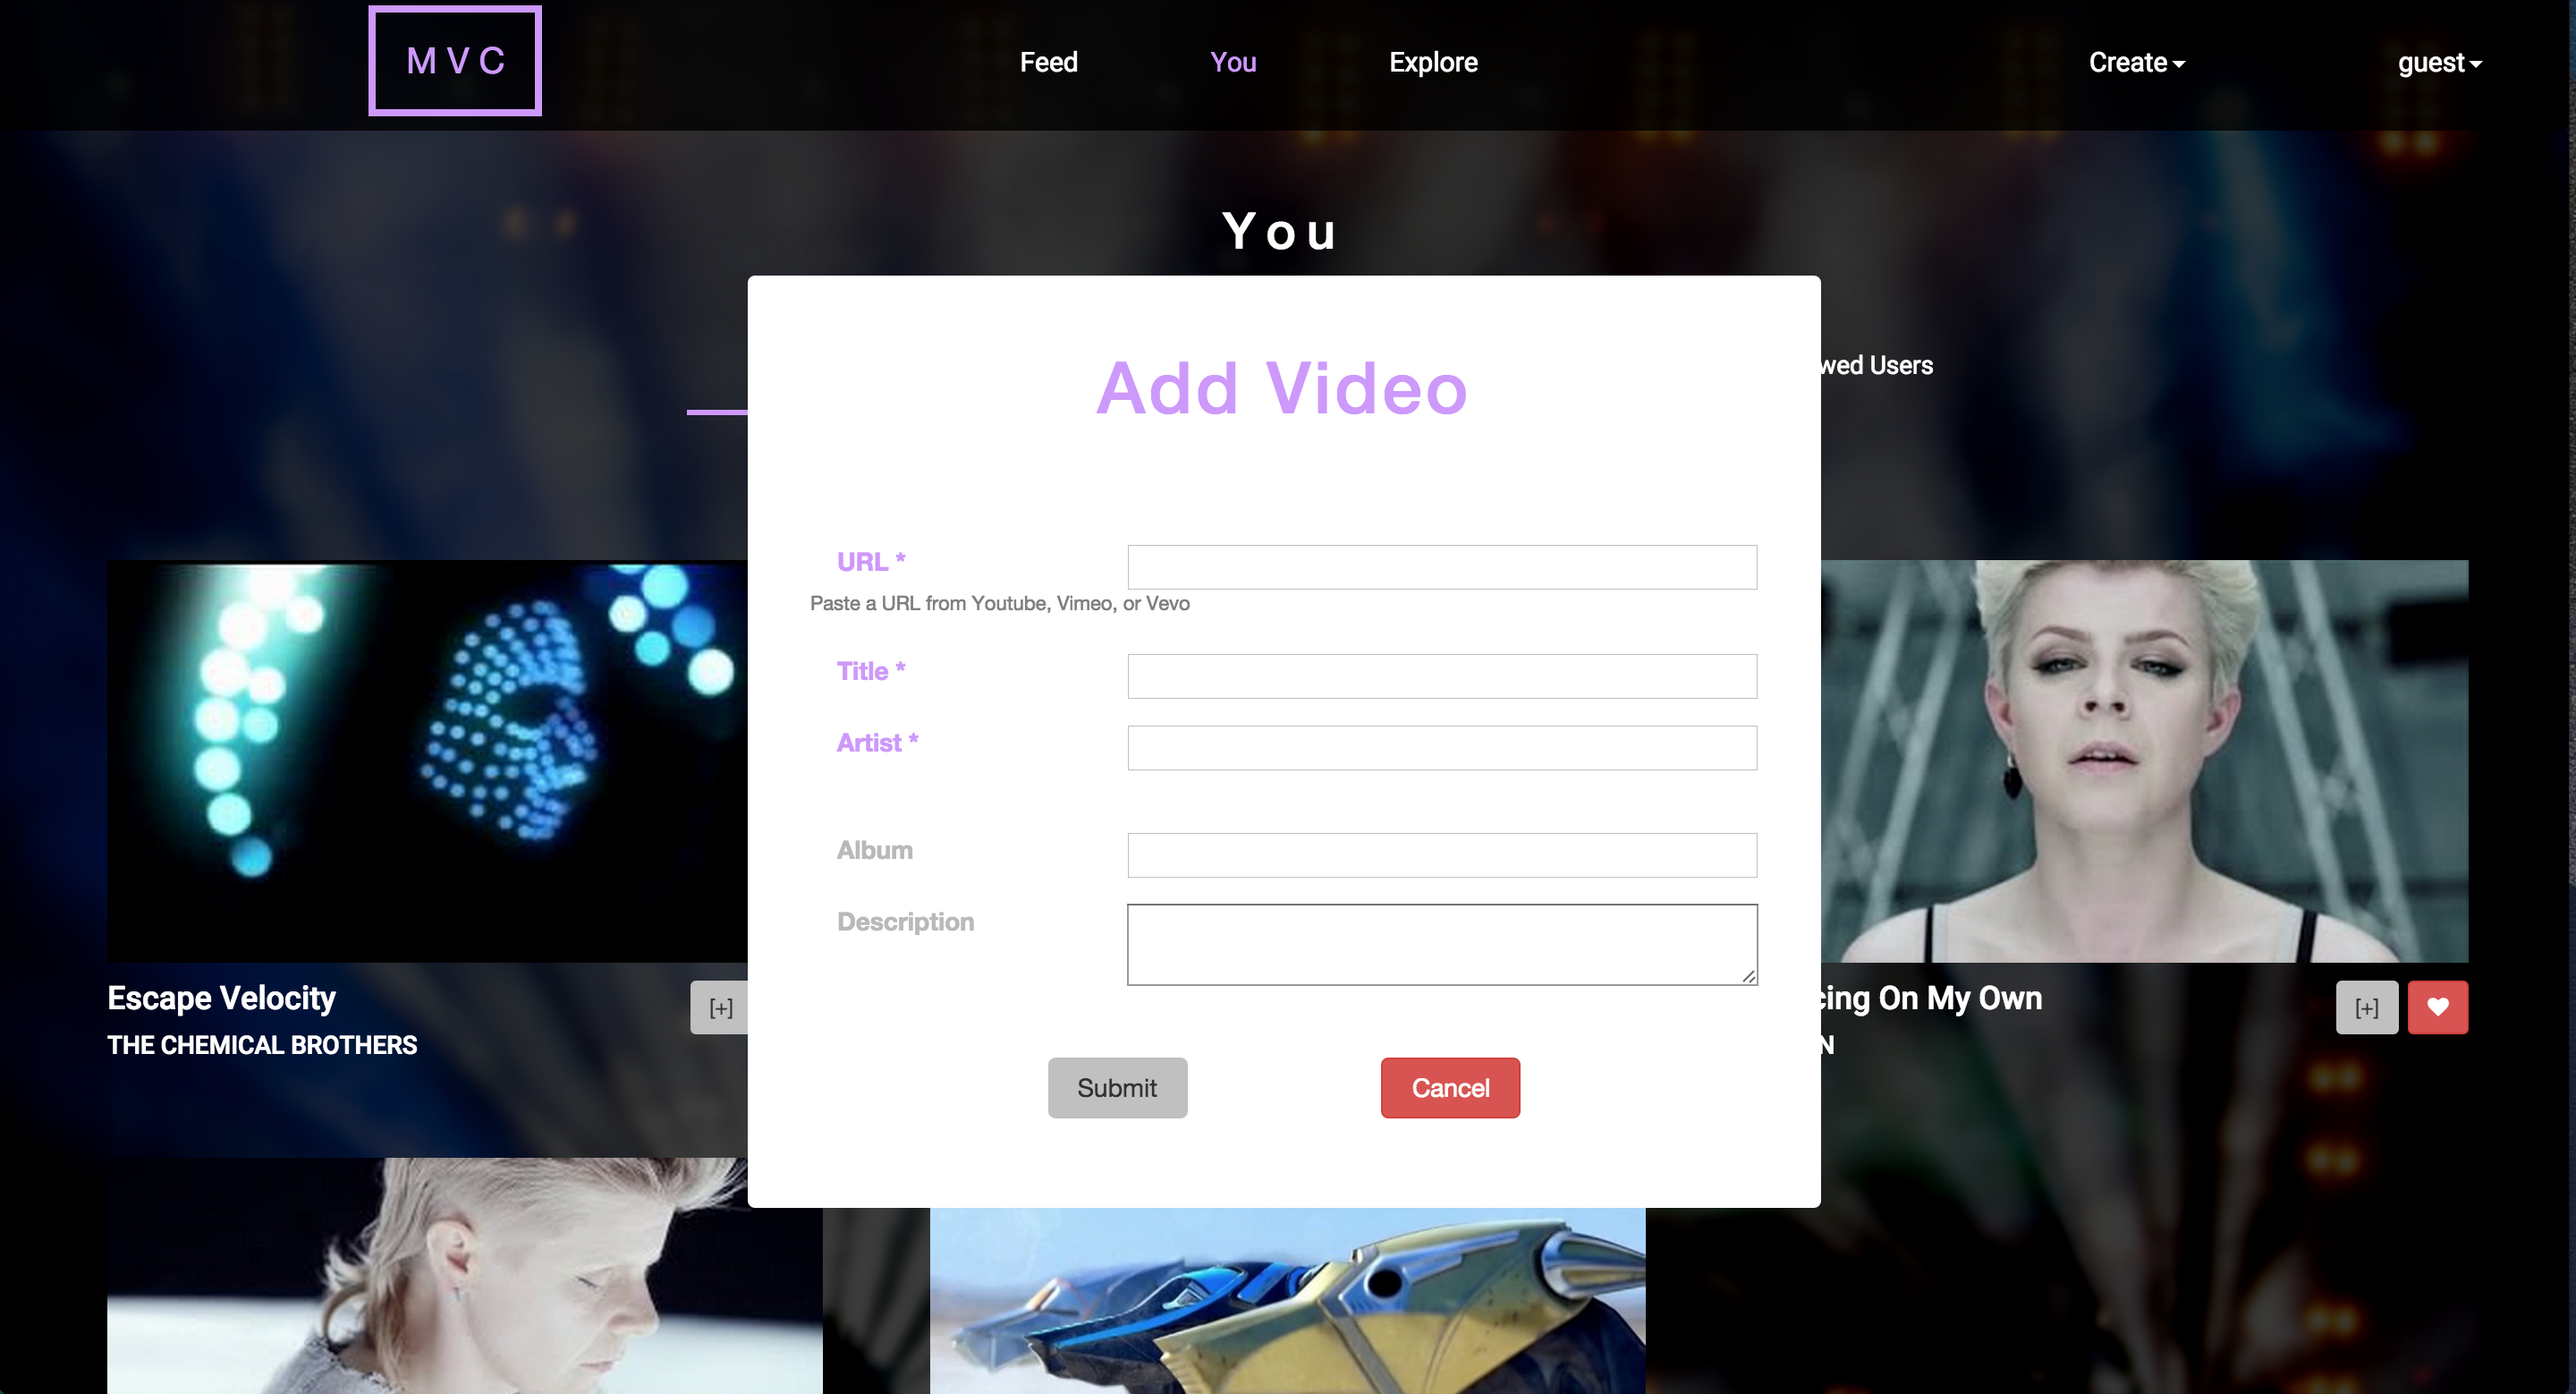 MVC
Feed You Explore Create guest
You
Add Video
wed Users
URL *
Paste a URL from Youtube, Vimeo, or Vevo
Title *
Artist *
Album
Description
Submit Cancel
Escape Velocity [+]
THE CHEMICAL BROTHERS
cing On My Own [+]
N